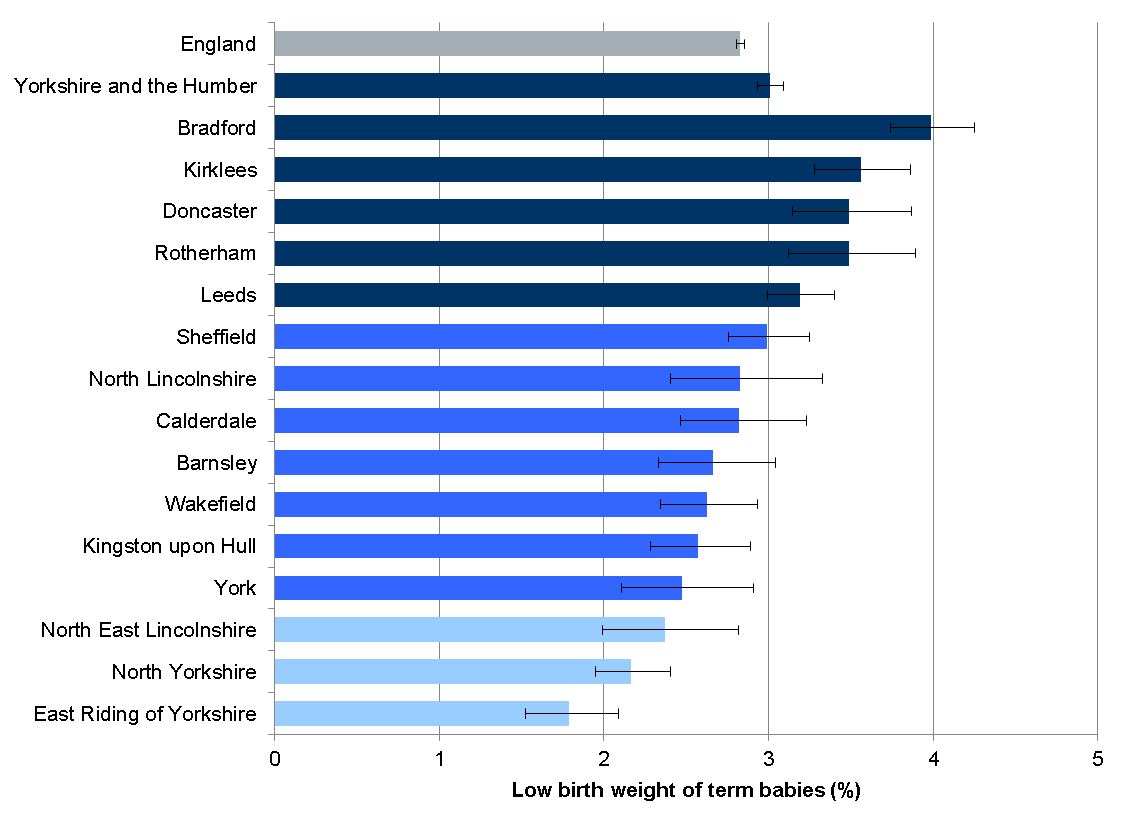 England
Yorkshire and the Humber
Bradford
Kirklees
Doncaster
Rotherham
Leeds
Sheffield
North Lincolnshire
Calderdale
Barnsley
Wakefield
Kingston upon Hull
York
North East Lincolnshire
North Yorkshire
East Riding of Yorkshire
0 1 2 3 4 5
Low birth weight of term babies (%)